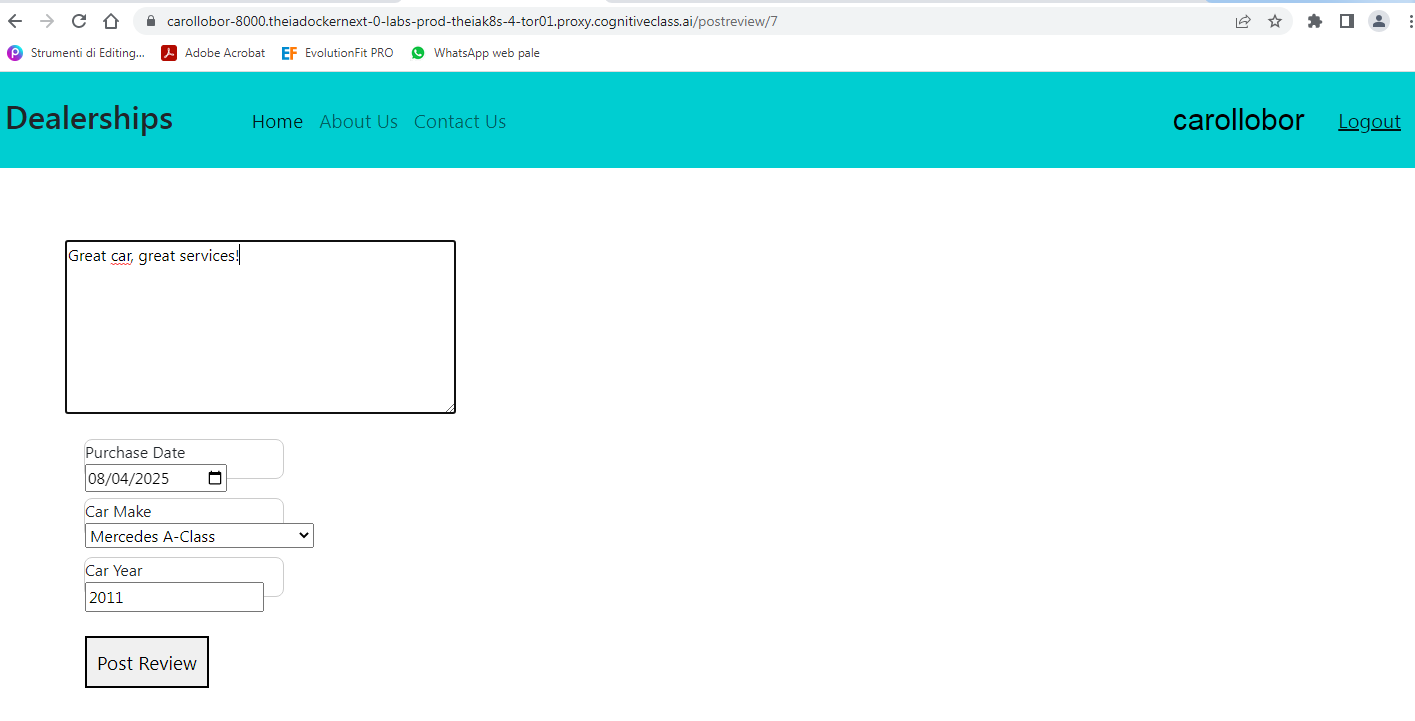 carollobor-8000.theiadockernext-0-labs-prod-theiak8s-4-tor01.proxy.cognitiveclass.ai/postreview/7
Strumenti di Editing... Adobe Acrobat EF EvolutionFit PRO WhatsApp web pale
Dealerships Home About Us Contact Us carollobor Logout
Great car, great services!
Purchase Date
08/04/2025
Car Make
Mercedes A-Class
Car Year
2011
Post Review